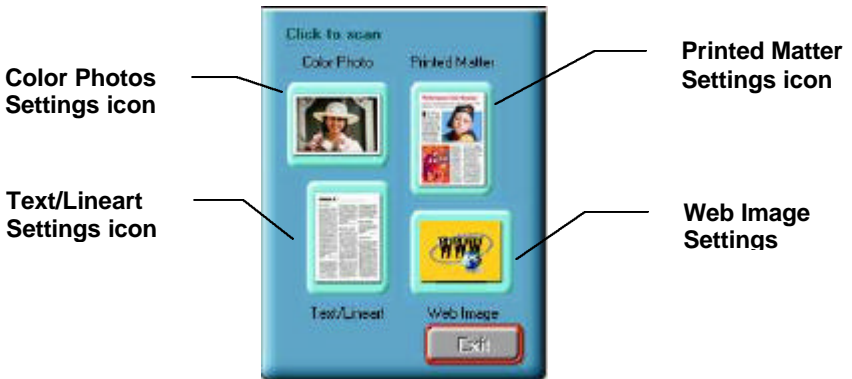 Click to scan
Color Photo
Printed Matter
Color Photos
Settings icon
Printed Matter
Settings icon
Text/Lineart
Settings icon
WWW
Web Image
Settings
Text/Lineart
Web Image
Exit